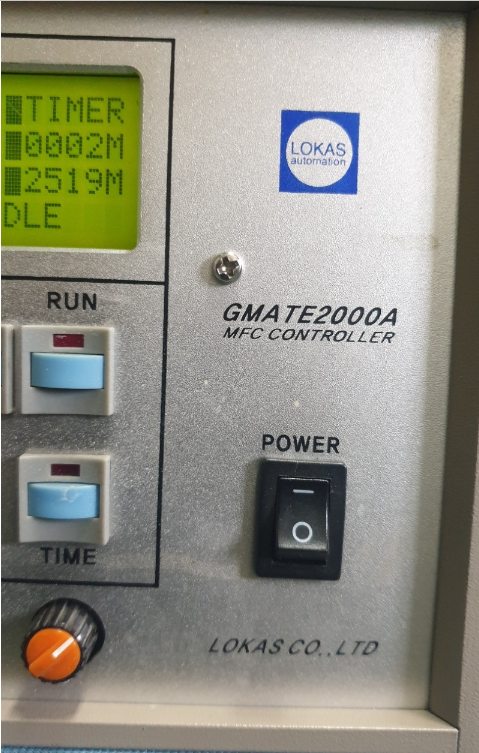 TIMER
0002M
2519M
DLE
LOKAS
automation
RUN
GMATE2000A
MFC CONTROLLER
POWER
TIME
LOKAS CO.,LTD